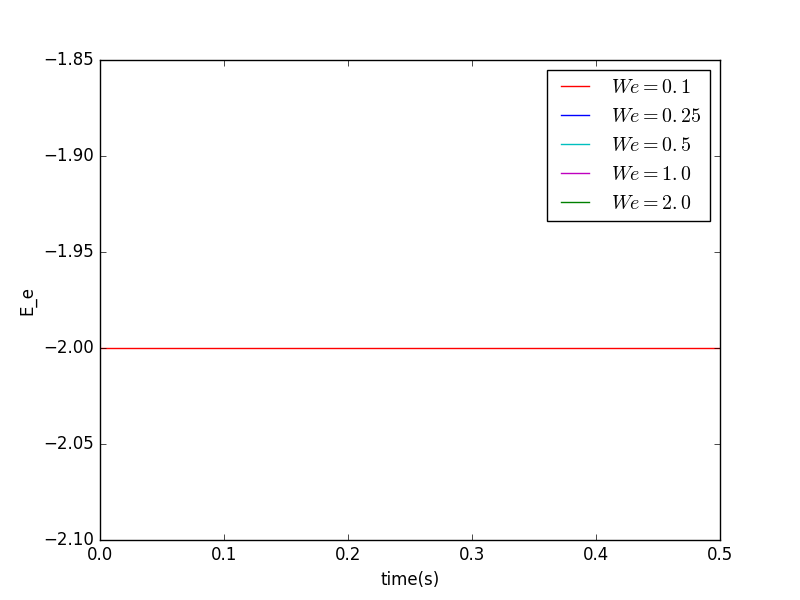 −1.85
−1.90
−1.95
−2.00
−2.05
−2.10
E_e
0.0 0.1 0.2 0.3 0.4 0.5
time(s)
We = 0.1
We = 0.25
We = 0.5
We = 1.0
We = 2.0